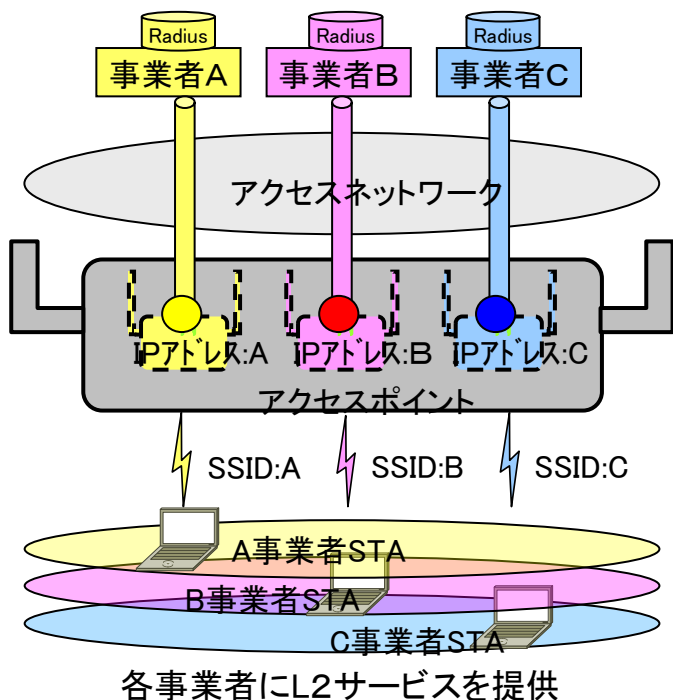 Radius Radius Radius
事業者A 事業者B 事業者C
アクセスネットワーク
IPアドレス:A IPアドレス:B IPアドレス:C
アクセスポイント
SSID:A SSID:B SSID:C
A事業者STA
B事業者STA
C事業者STA
各事業者にL2サービスを提供